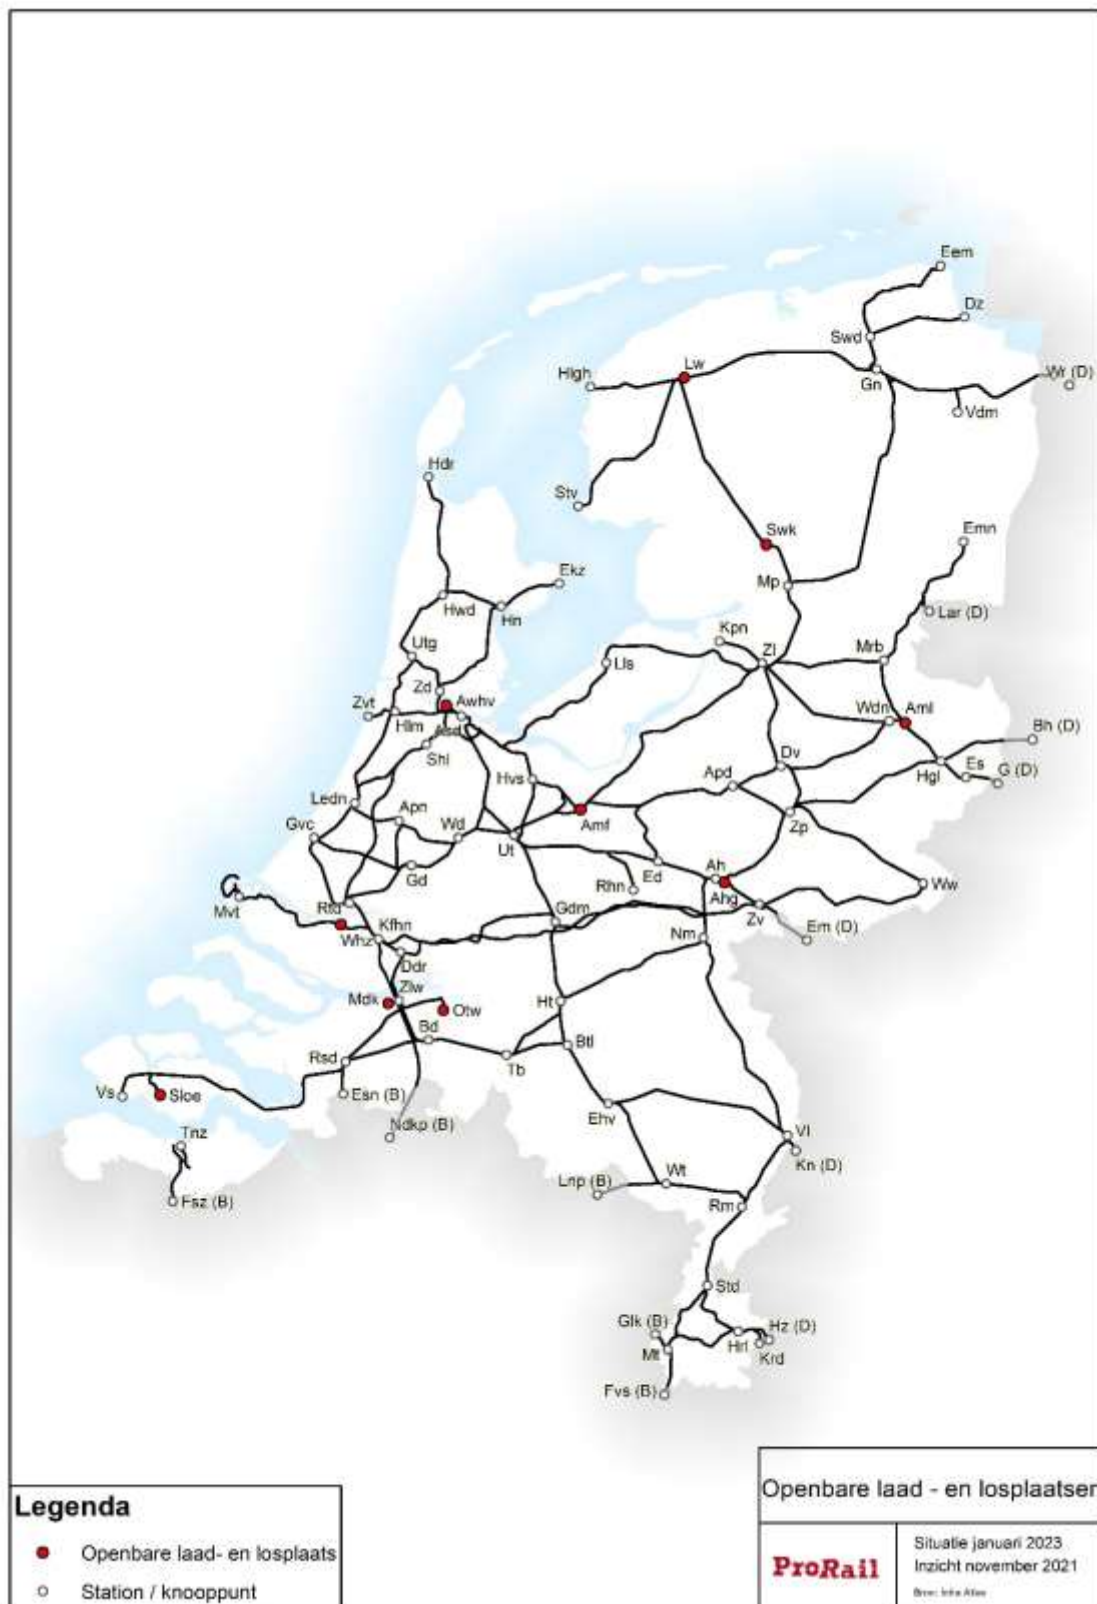 Eem
Dz
Swd
Lw
Hlgh
Gn
Wr (D)
Vdm
Hdr
Stv
Swk
Emn
Ekz
Mp
Hwd
Hn
Lar (D)
Utg
Kpn
Zl
Mrb
Lls
Zd
Zvt
Awhv
Wdn
Aml
Hlm
Asd
Bh (D)
Shl
Dv
Hgl
Es
G (D)
Hvs
Apd
Ledn
Apn
Gvc
Wd
Amf
Zp
Ut
Gd
Ed
Ah
Rhn
Ahg
Ww
Mvt
Rtd
Gdm
Zv
Kfhn
Whz
Nm
Em (D)
Ddr
Zlw
Mdk
Otw
Ht
Bd
Btl
Rsd
Tb
Vs
Sloe
Esn (B)
Ehv
Ndkp (B)
Vl
Tnz
Kn (D)
Lnp (B)
Wt
Fsz (B)
Rm
Std
Glk (B)
Hz (D)
Mt
Hrl
Krd
Fvs (B)
Legenda
Openbare laad- en losplaats
Station / knooppunt
Openbare laad - en losplaatsen
ProRail
Situatie januari 2023
Inzicht november 2021
Bron: Infra Atlas